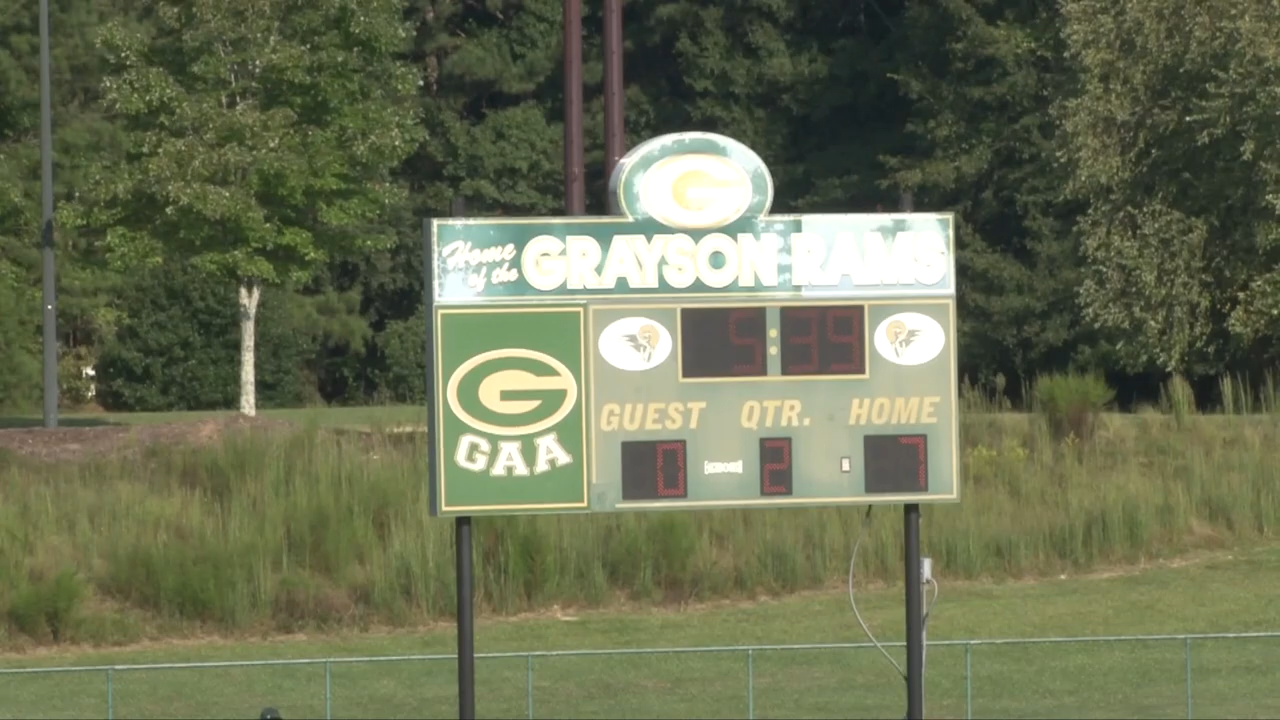 G
Home
of the GRAYSON RAMS
5:39
G
GAA
GUEST QTR. HOME
0 2 7